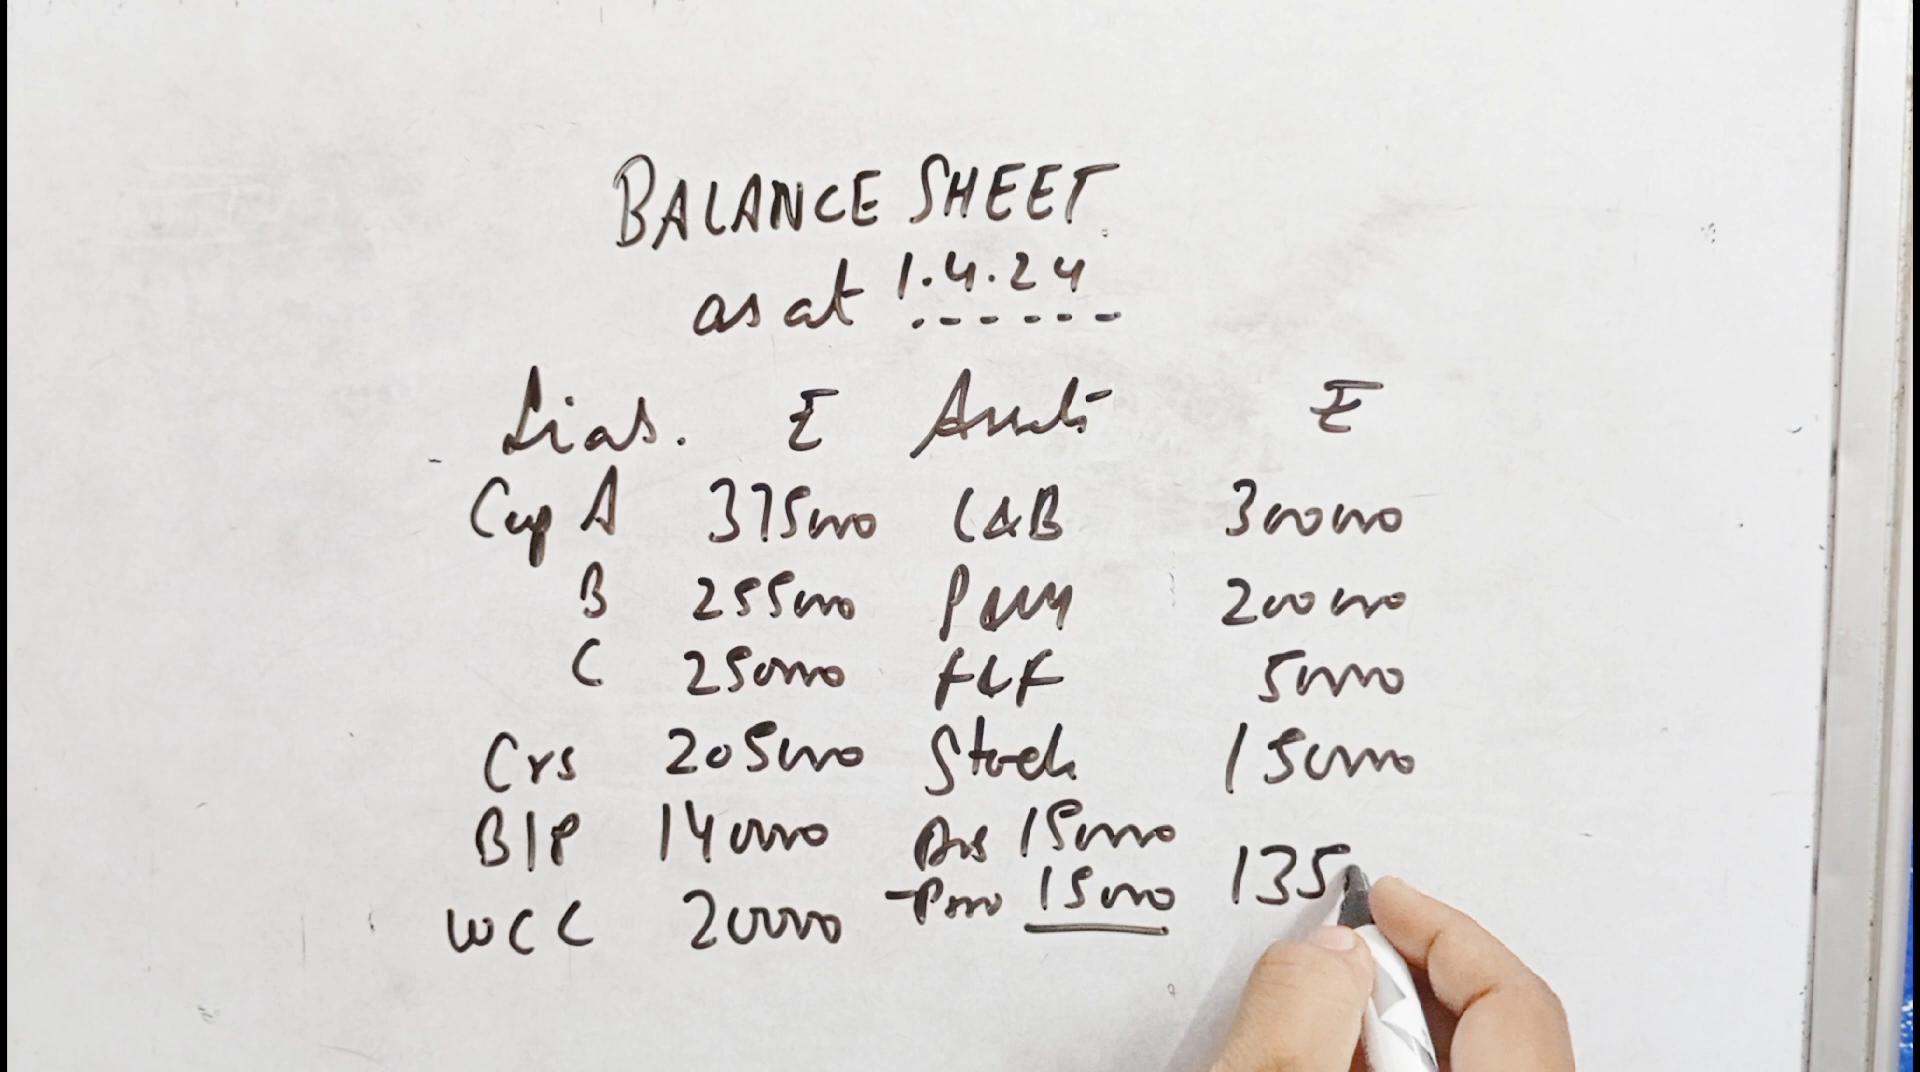 BALANCE SHEET
as at 1.4.24
Liab. ₹ Assets ₹
Cap A 375000 L&B 300000
B 255000 P&M 200000
C 250000 F&F 50000
Crs 205000 Stock 150000
B/P 140000 Drs 150000
-Prov 15000 135
WCC 20000